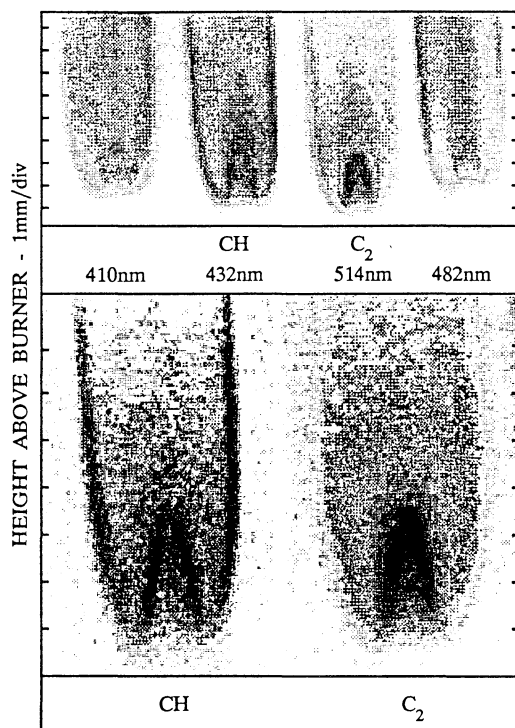 HEIGHT ABOVE BURNER - 1mm/div
CH C₂
410nm 432nm 514nm 482nm
CH C₂